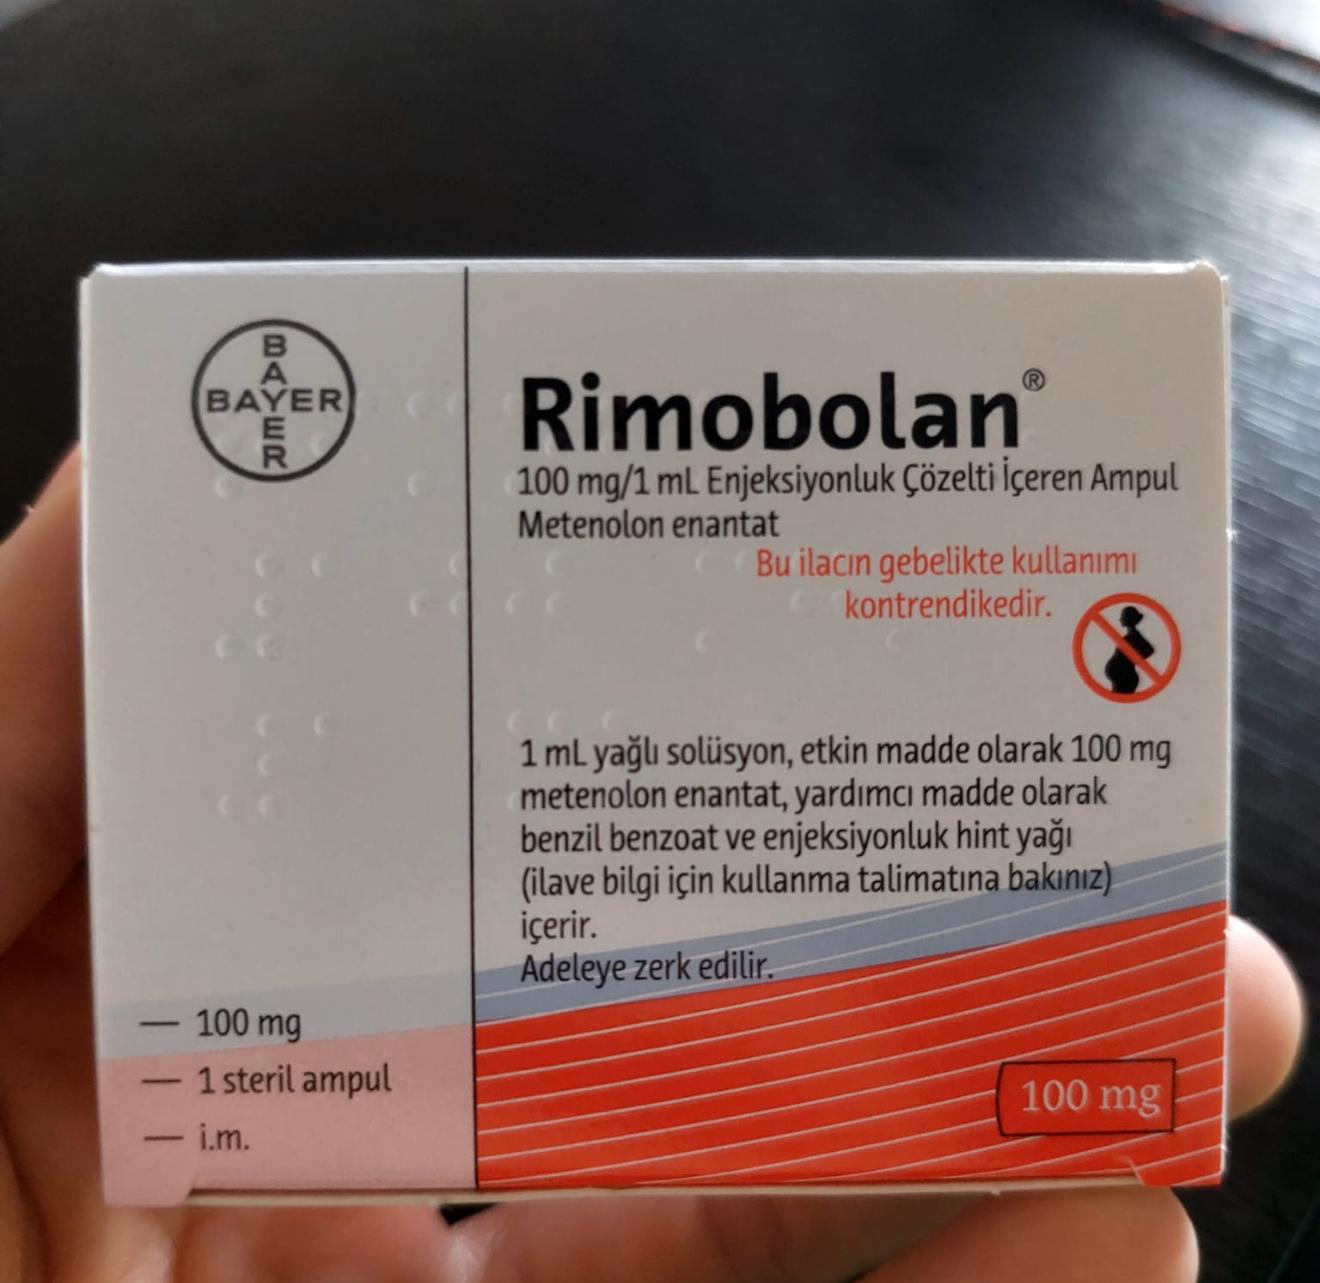 BAYER
BAYER
Rimobolan®
100 mg/1 mL Enjeksiyonluk Çözelti İçeren Ampul
Metenolon enantat
Bu ilacın gebelikte kullanımı
kontrendikedir.
1 mL yağlı solüsyon, etkin madde olarak 100 mg
metenolon enantat, yardımcı madde olarak
benzil benzoat ve enjeksiyonluk hint yağı
(ilave bilgi için kullanma talimatına bakınız)
içerir.
Adeleye zerk edilir.
— 100 mg
— 1 steril ampul
— i.m.
100 mg